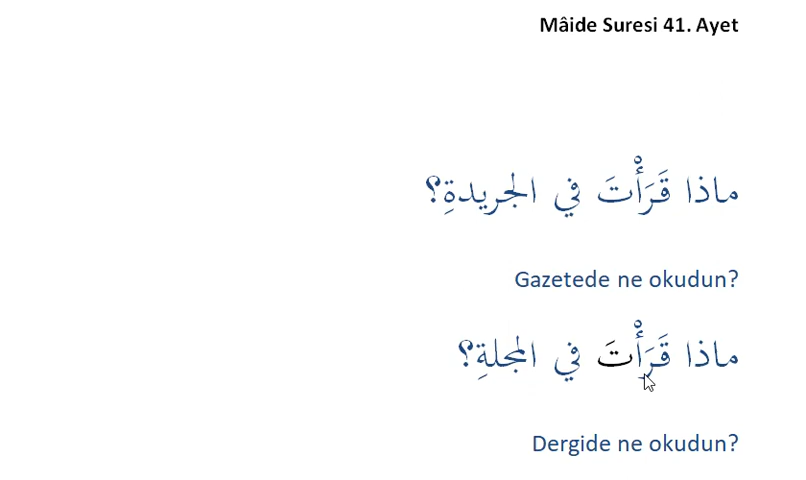 Mâide Suresi 41. Ayet
ماذا قَرَأْتَ في الجريدةِ؟
Gazetede ne okudun?
ماذا قَرَأْتَ في المجلةِ؟
Dergide ne okudun?